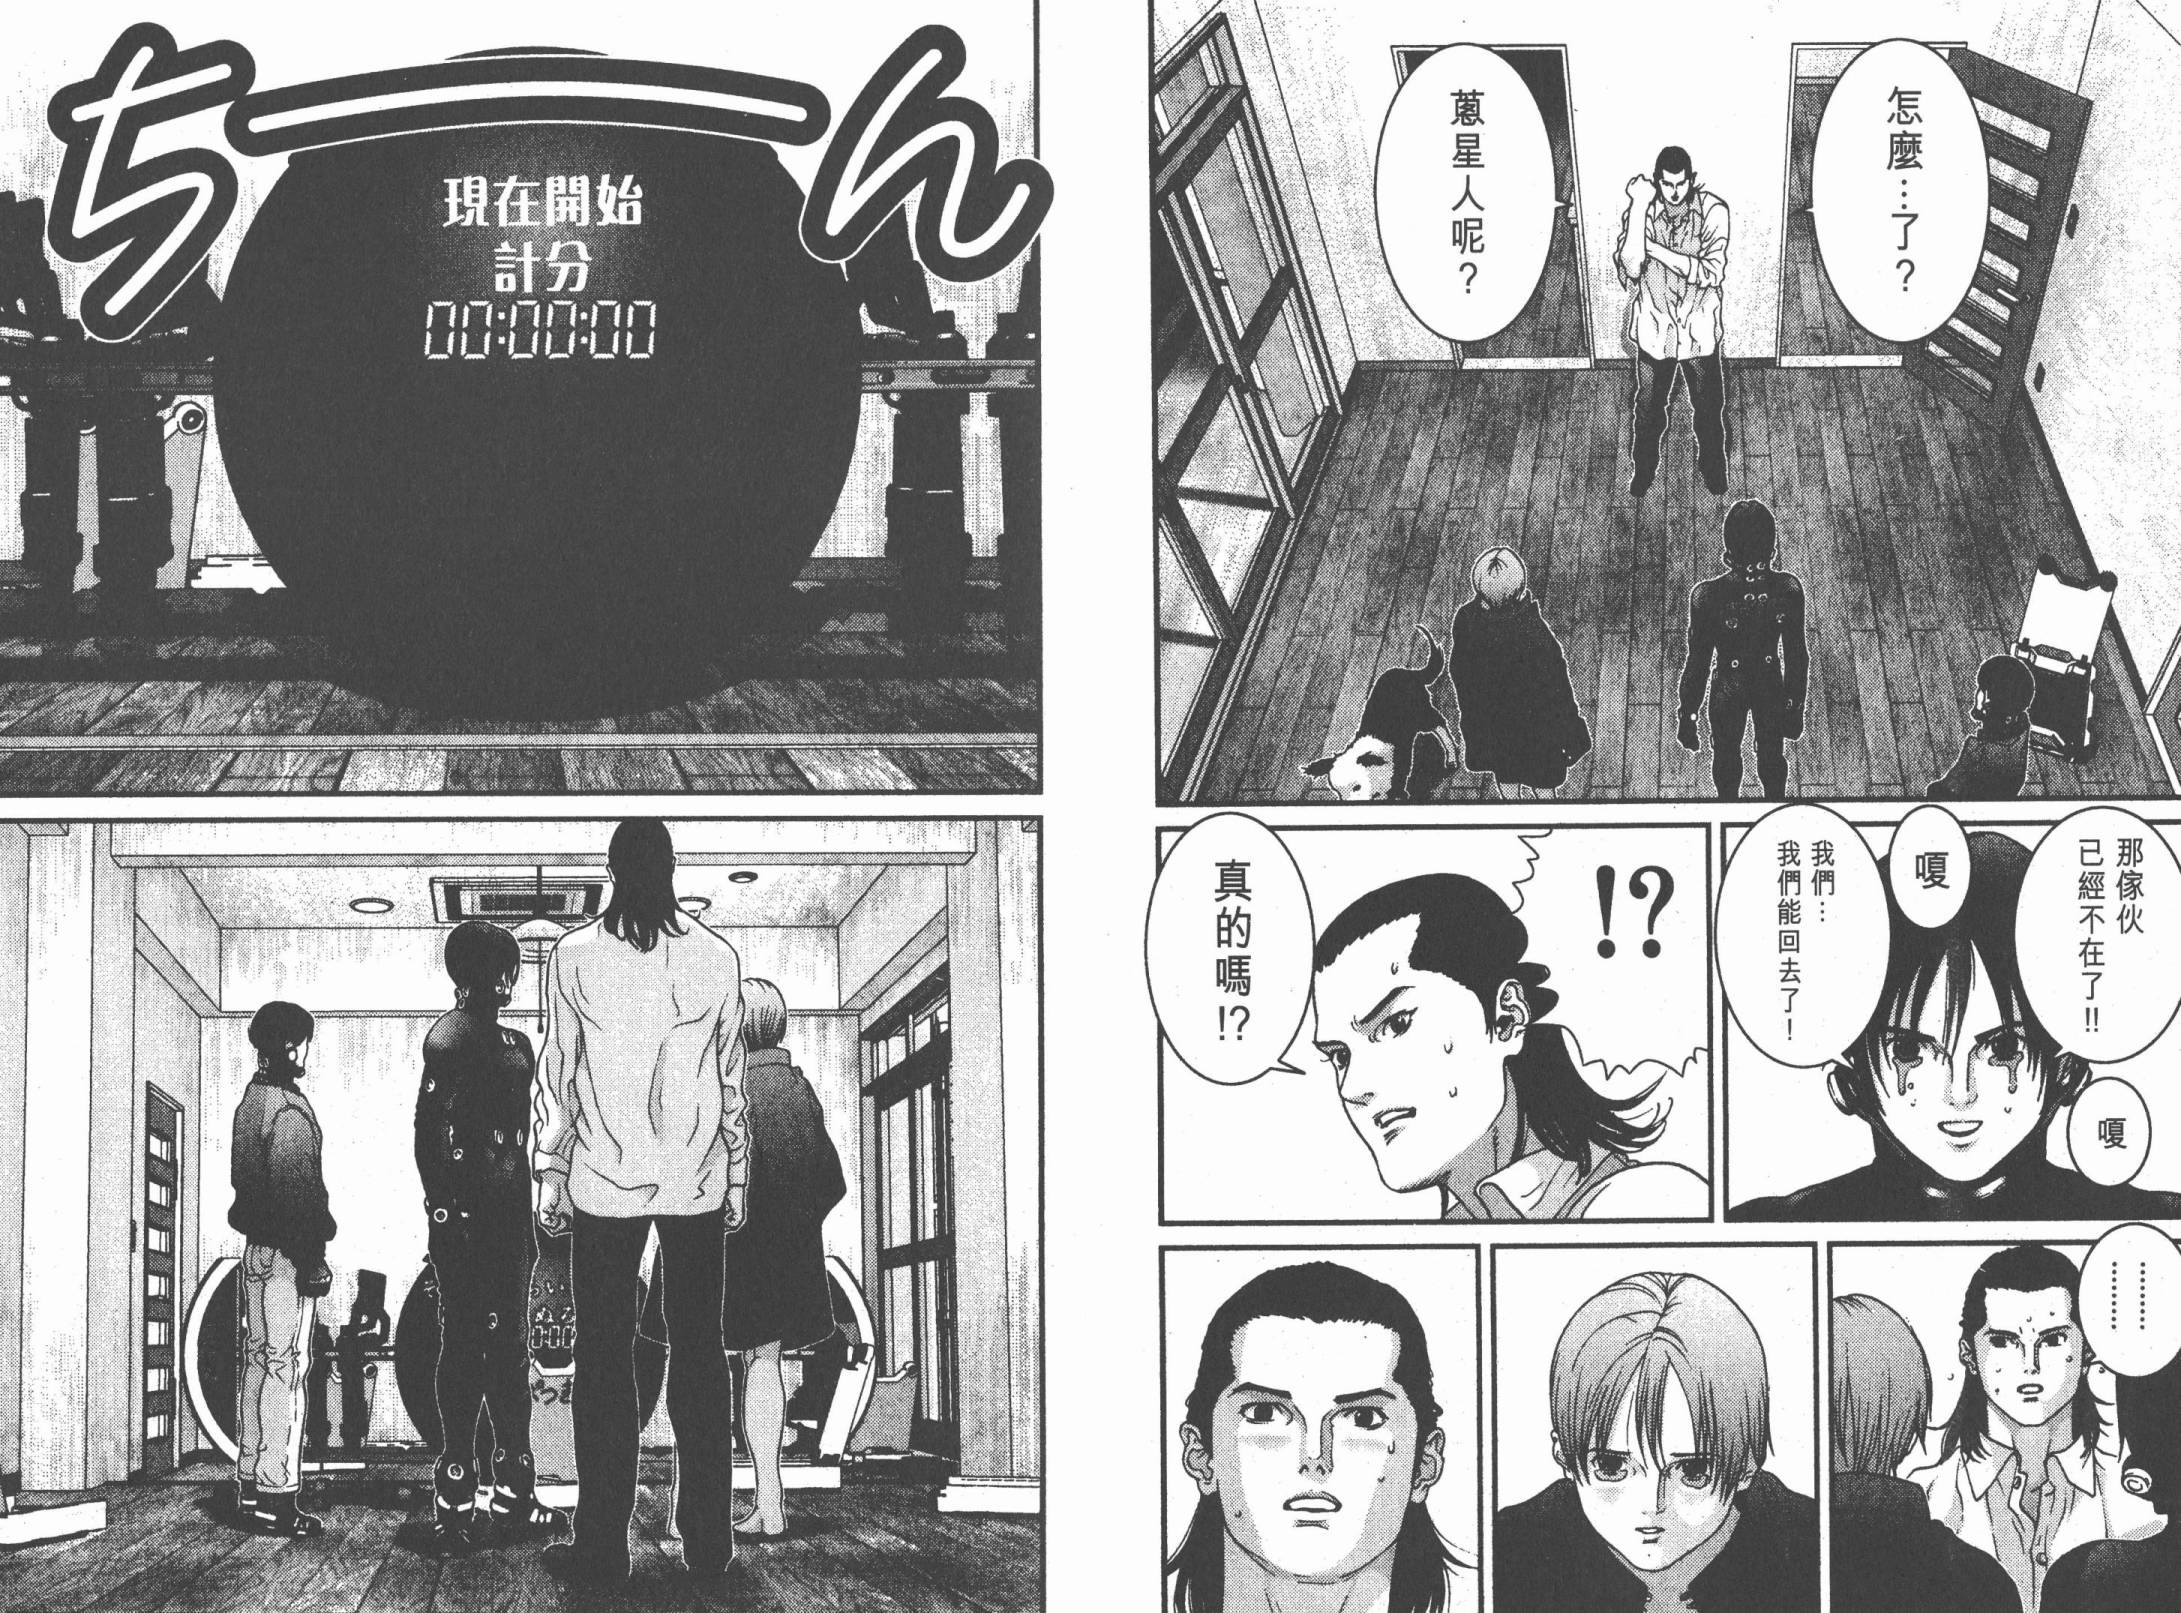 怎麼…了？
蔥星人呢？
那傢伙
已經不在了!!
嗄
我們…
我們能回去了！
嗄
!?
真的嗎!?
…………
ちーん
現在開始
計分
00:00:00